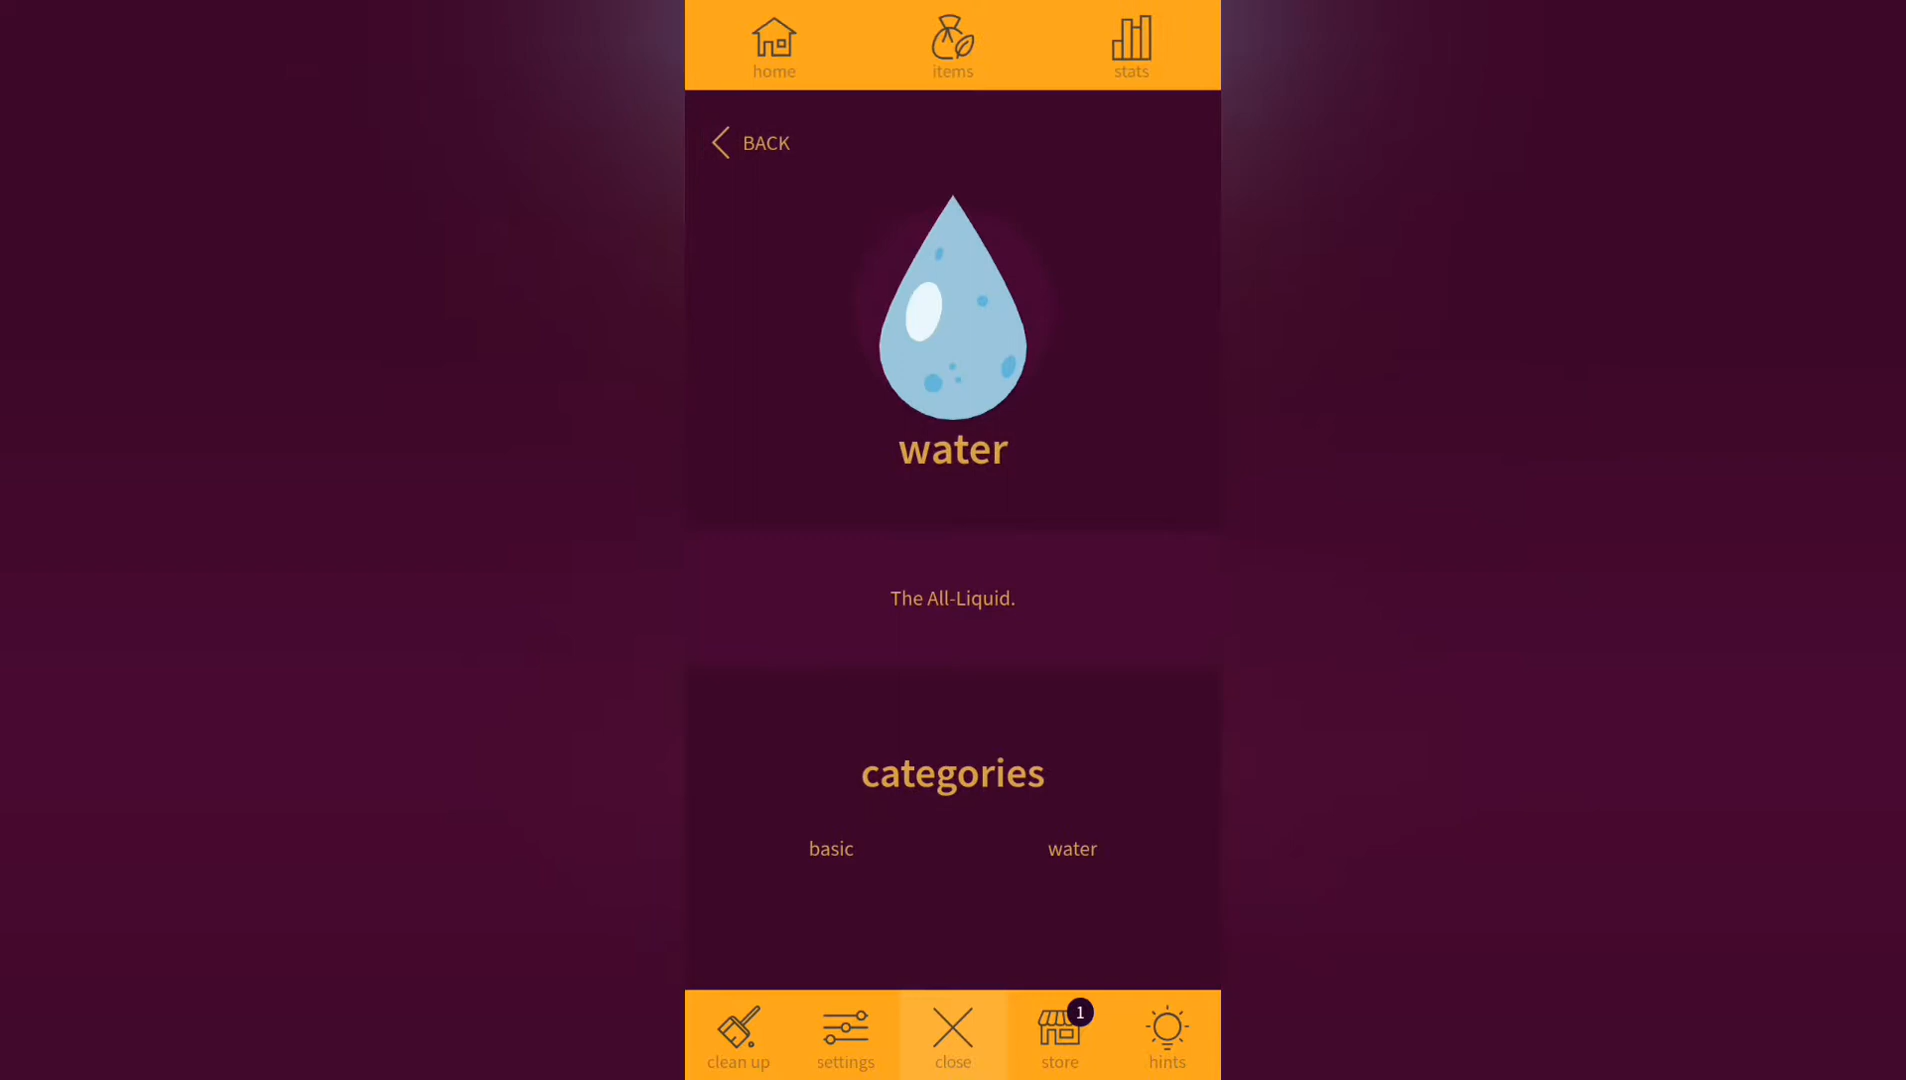 home items stats
BACK
water
The All-Liquid.
categories
basic water
1
clean up settings close store hints